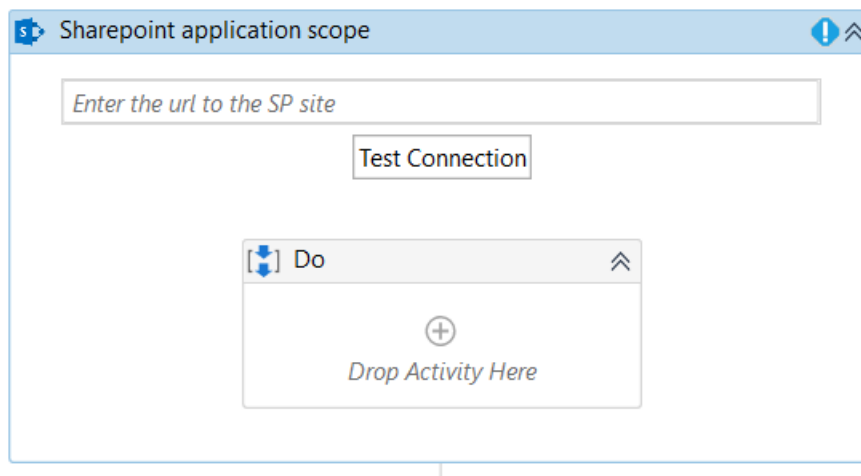 Sharepoint application scope
Enter the url to the SP site
Test Connection
Do
Drop Activity Here